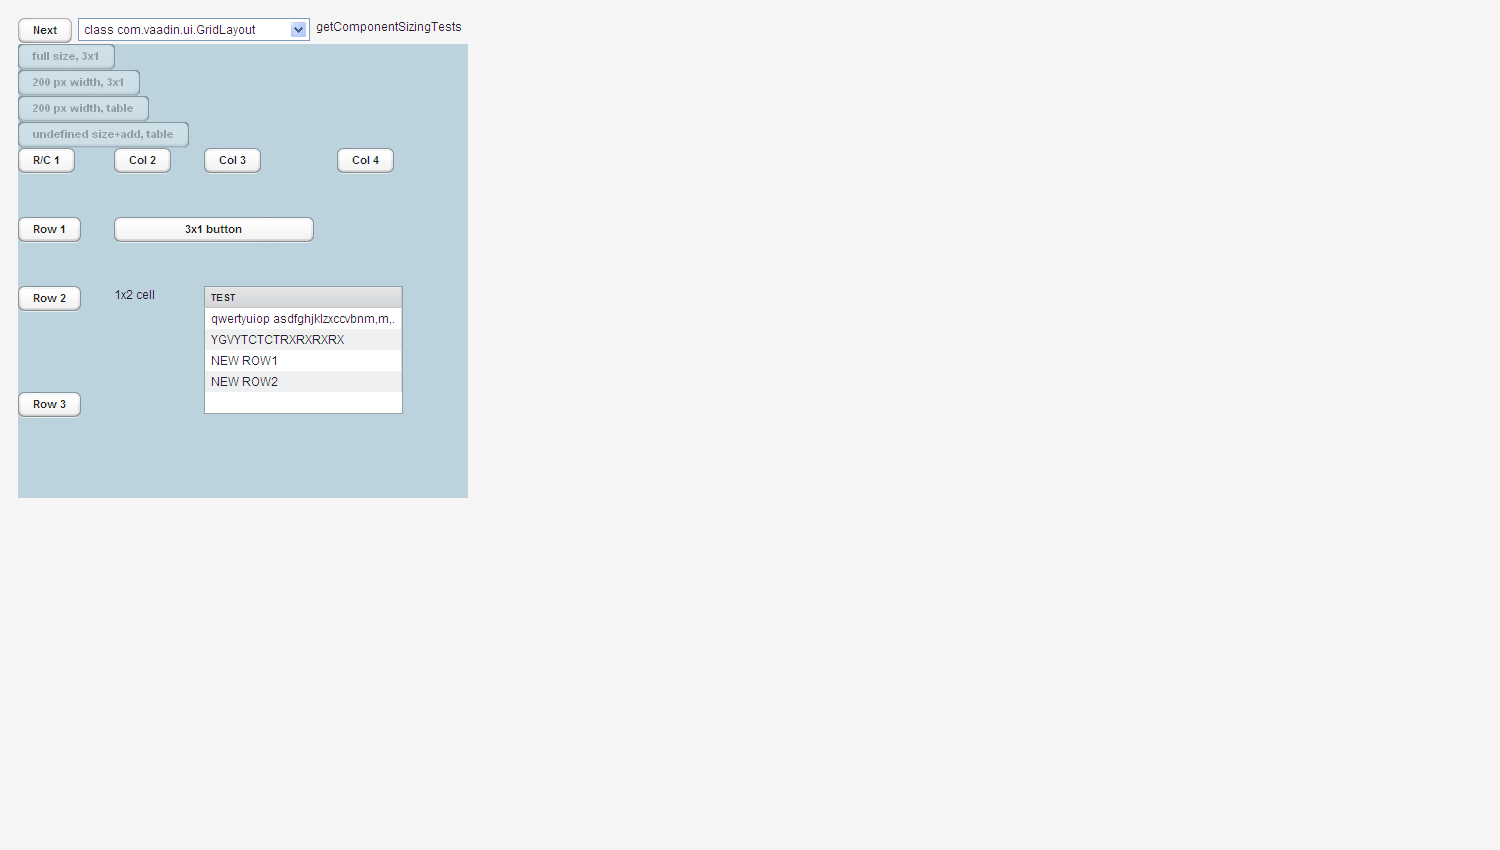 Next class com.vaadin.ui.GridLayout getComponentSizingTests
full size, 3x1
200 px width, 3x1
200 px width, table
undefined size+add, table
R/C 1 Col 2 Col 3 Col 4
Row 1 3x1 button
Row 2 1x2 cell TEST
qwertyuiop asdfghjklzxccvbnm,m,.
YGVYTCTCTRXRXRXRX
NEW ROW1
NEW ROW2
Row 3